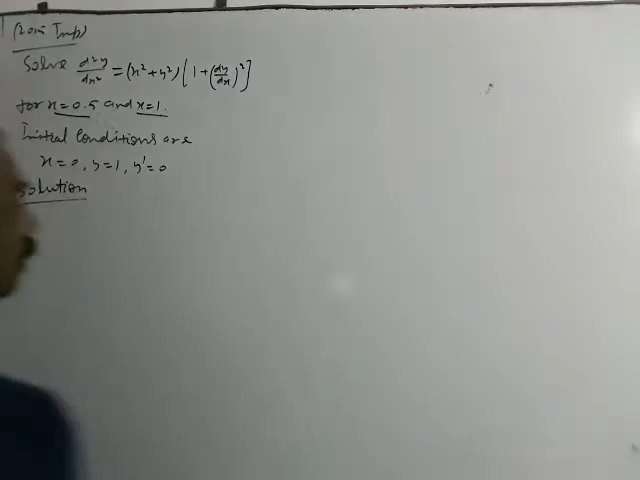 (2015 Imp)
Solve d²y/dx² = (x²+y²) [1+(dy/dx)²]
for x=0.5 and x=1.
Initial Conditions are
x=0, y=1, y'=0
Solution